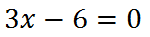 3x − 6 = 0